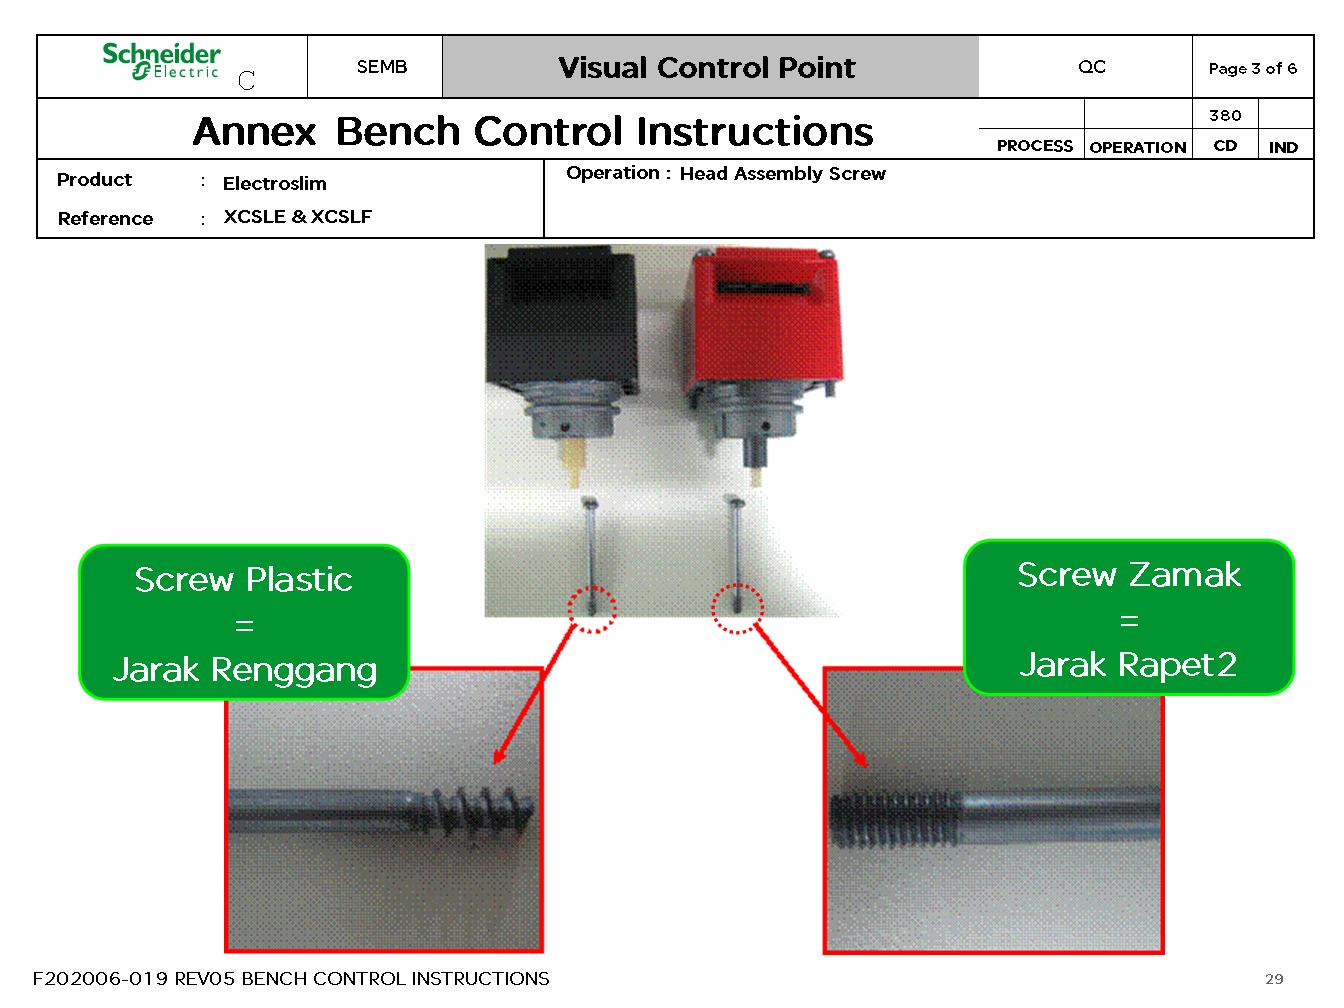 Schneider
Electric
C
SEMB
Visual Control Point
QC
Page 3 of 6
Annex Bench Control Instructions
380
PROCESS
OPERATION
CD
IND
Product : Electroslim
Operation : Head Assembly Screw
Reference : XCSLE & XCSLF
Screw Plastic
=
Jarak Renggang
Screw Zamak
=
Jarak Rapet2
F202006-019 REV05 BENCH CONTROL INSTRUCTIONS
29